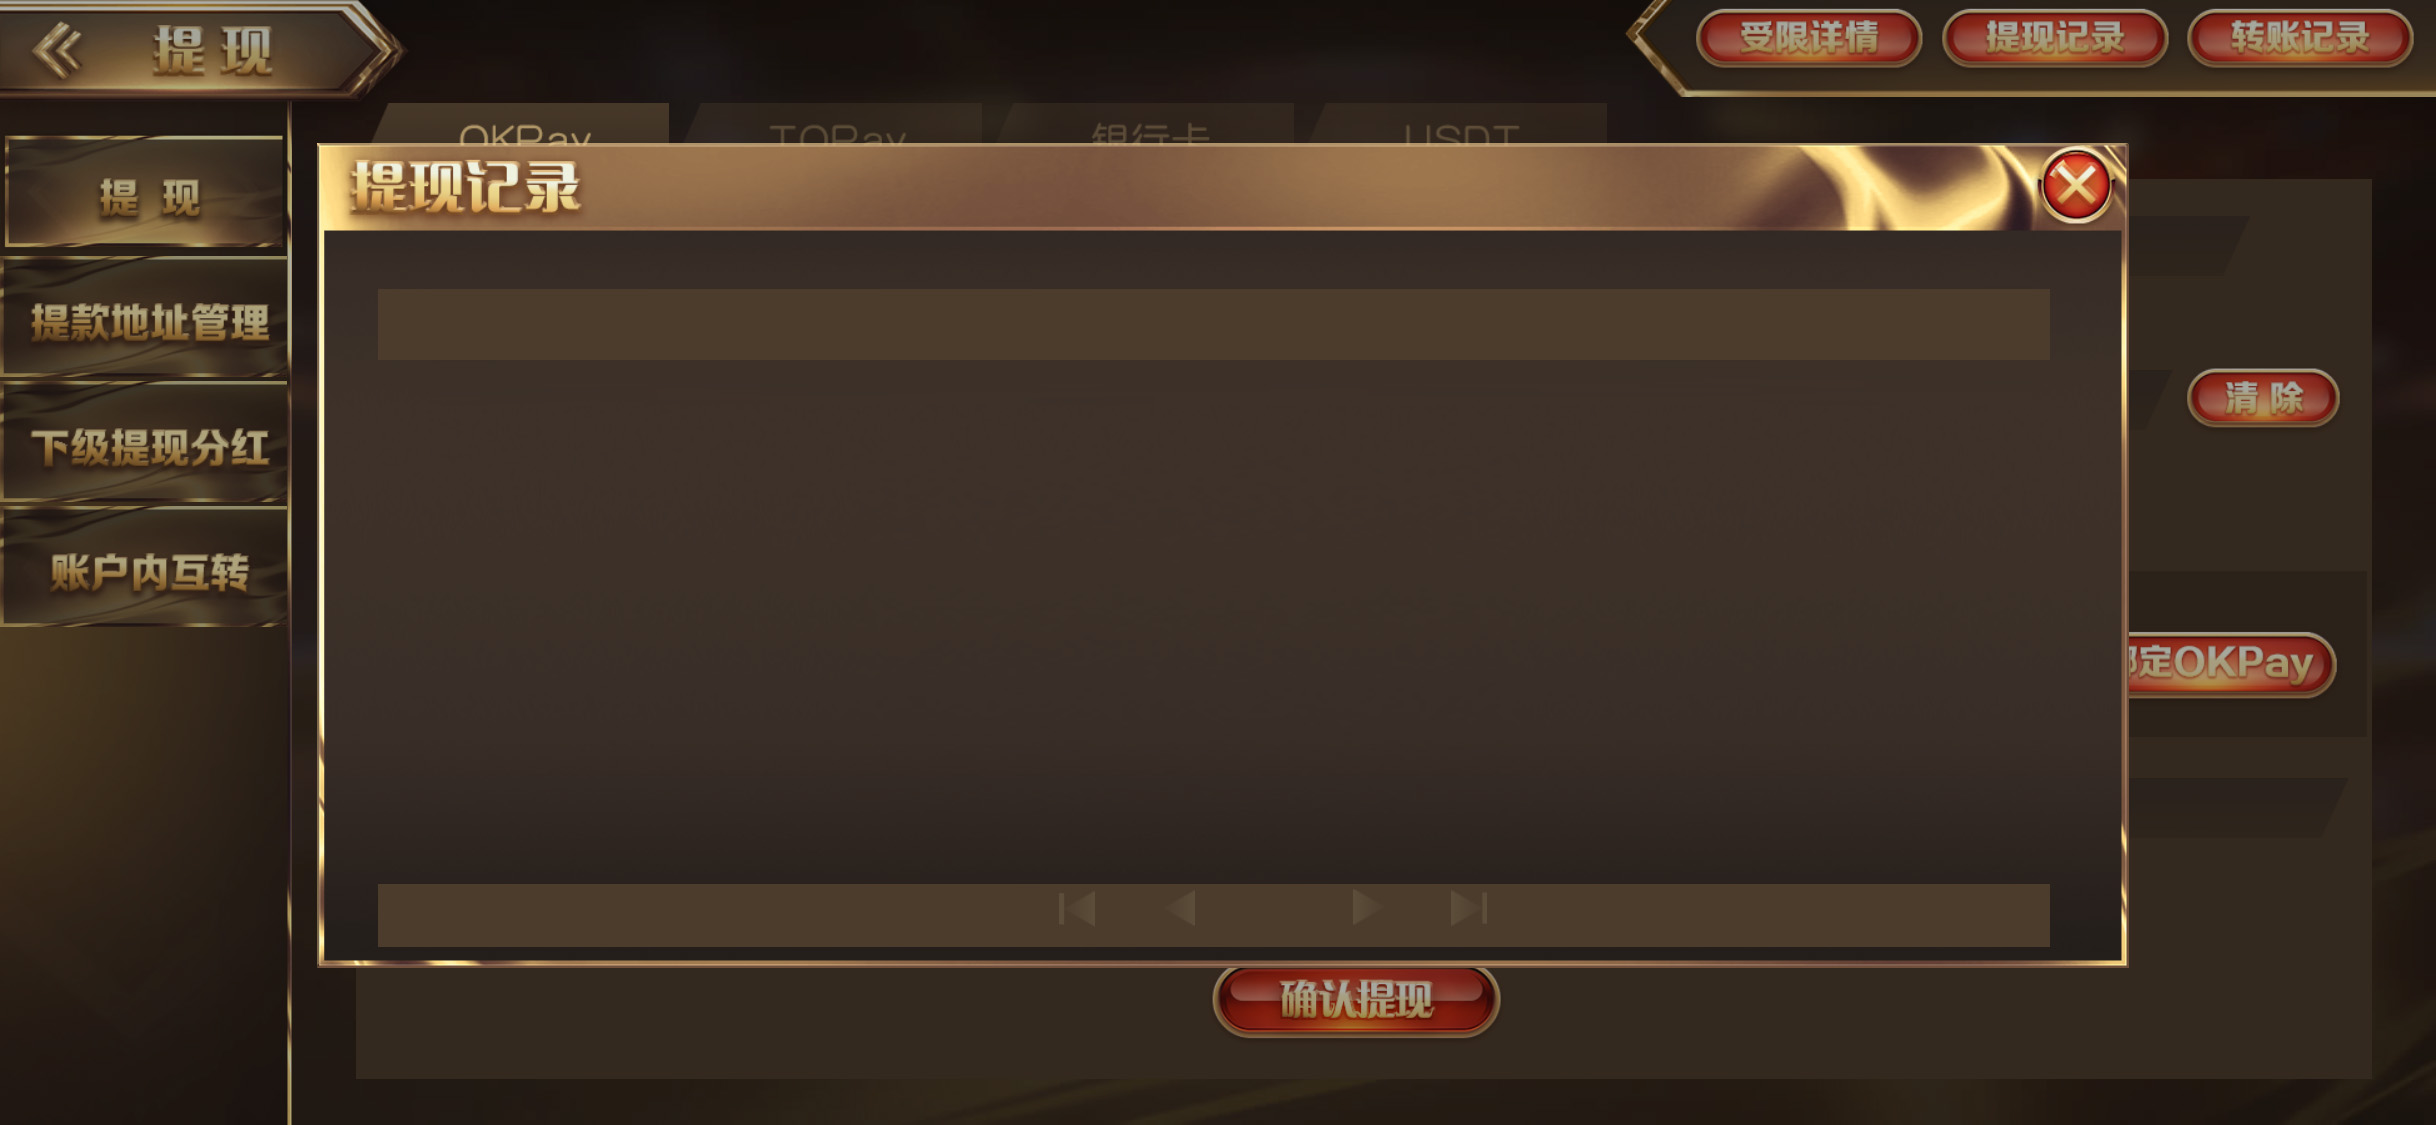 提现
受限详情
提现记录
转账记录
OKPay
TOPay
银行卡
USDT
提现
提款地址管理
下级提现分红
账户内互转
提现记录
清除
定OKPay
确认提现